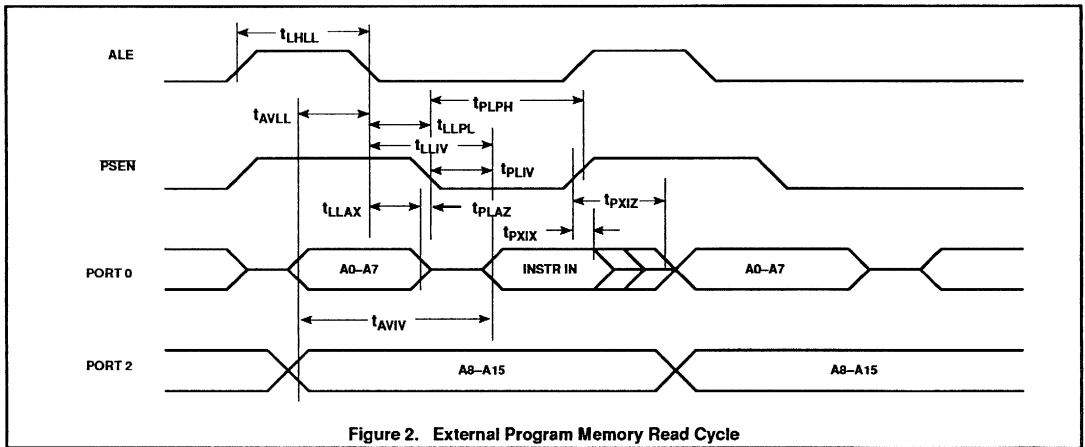 ALE
tLHLL
tAVLL
tLLPL
tPLPH
tLLIV
PSEN
tPLIV
tLLAX
tPLAZ
tPXIZ
tPXIX
PORT 0
A0–A7
INSTR IN
A0–A7
tAVIV
PORT 2
A8–A15
A8–A15
Figure 2. External Program Memory Read Cycle